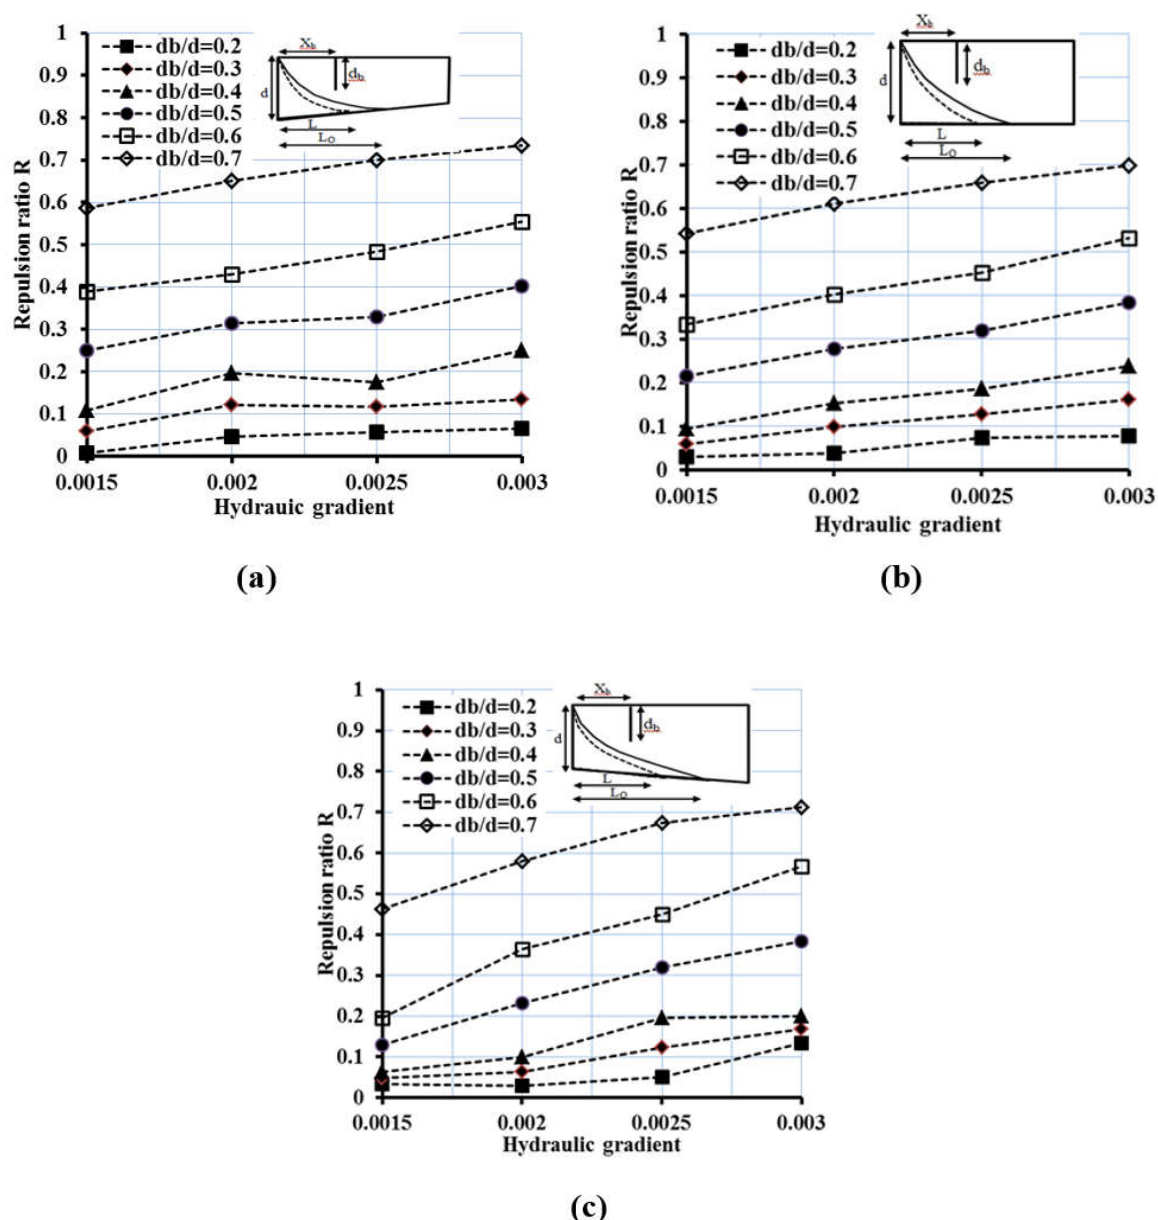 1
0.9
0.8
0.7
0.6
0.5
0.4
0.3
0.2
0.1
0
Repulsion ratio R
db/d=0.2
db/d=0.3
db/d=0.4
db/d=0.5
db/d=0.6
db/d=0.7
Xb
d
db
L
LO
0.0015 0.002 0.0025 0.003
Hydrauic gradient
(a)
1
0.9
0.8
0.7
0.6
0.5
0.4
0.3
0.2
0.1
0
Repulsion ratio R
db/d=0.2
db/d=0.3
db/d=0.4
db/d=0.5
db/d=0.6
db/d=0.7
Xb
d
db
L
LO
0.0015 0.002 0.0025 0.003
Hydraulic gradient
(b)
1
0.9
0.8
0.7
0.6
0.5
0.4
0.3
0.2
0.1
0
Repulsion ratio R
db/d=0.2
db/d=0.3
db/d=0.4
db/d=0.5
db/d=0.6
db/d=0.7
Xb
d
db
L
LO
0.0015 0.002 0.0025 0.003
Hydraulic gradient
(c)